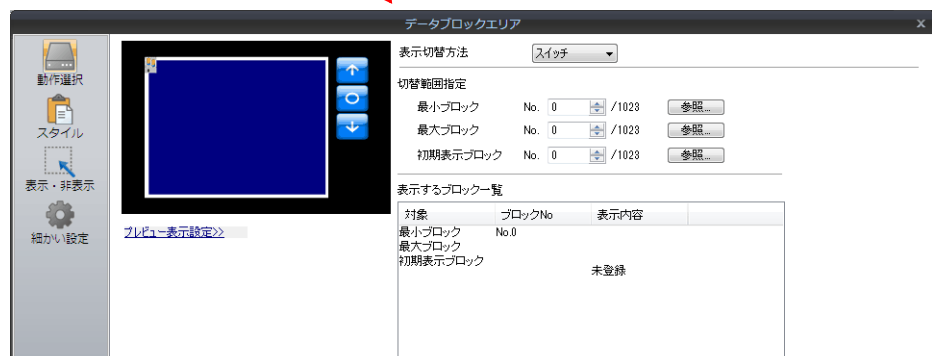 データブロックエリア
x
動作選択
スタイル
表示・非表示
細かい設定
プレビュー表示設定>>
表示切替方法 スイッチ
切替範囲指定
最小ブロック No. 0 /1023 参照...
最大ブロック No. 0 /1023 参照...
初期表示ブロック No. 0 /1023 参照...
表示するブロック一覧
対象 ブロックNo 表示内容
最小ブロック No.0
最大ブロック
初期表示ブロック
未登録